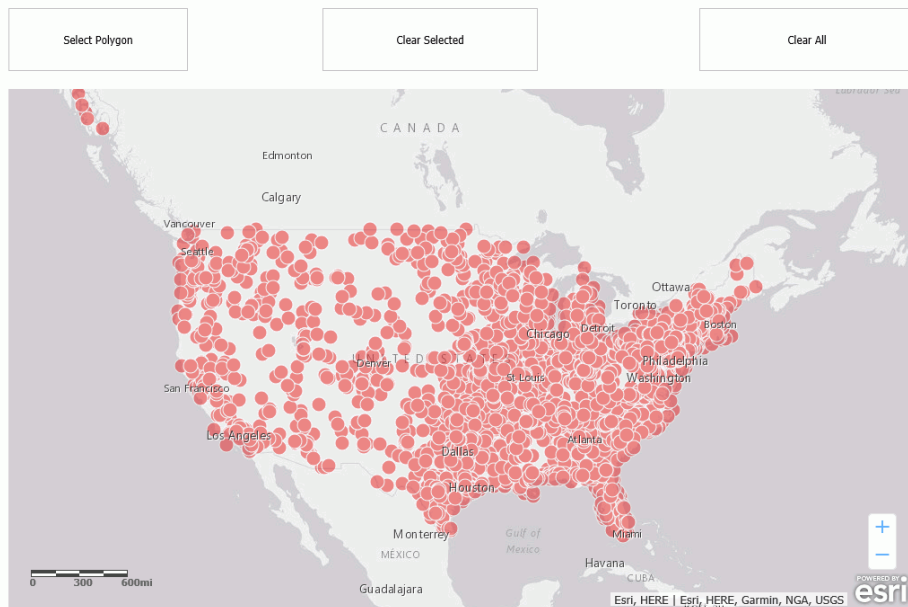 Select Polygon
Clear Selected
Clear All
Labrador Sea
CANADA
Edmonton
Calgary
Vancouver
Seattle
Ottawa
Toronto
Boston
Chicago
Detroit
UNITED STATES
Denver
Philadelphia
St Louis
Washington
San Francisco
Los Angeles
Atlanta
Dallas
Houston
Monterrey
Gulf of
Mexico
Miami
MÉXICO
Havana
CUBA
Guadalajara
0 300 600mi
+
−
POWERED BY
esri
Esri, HERE | Esri, HERE, Garmin, NGA, USGS